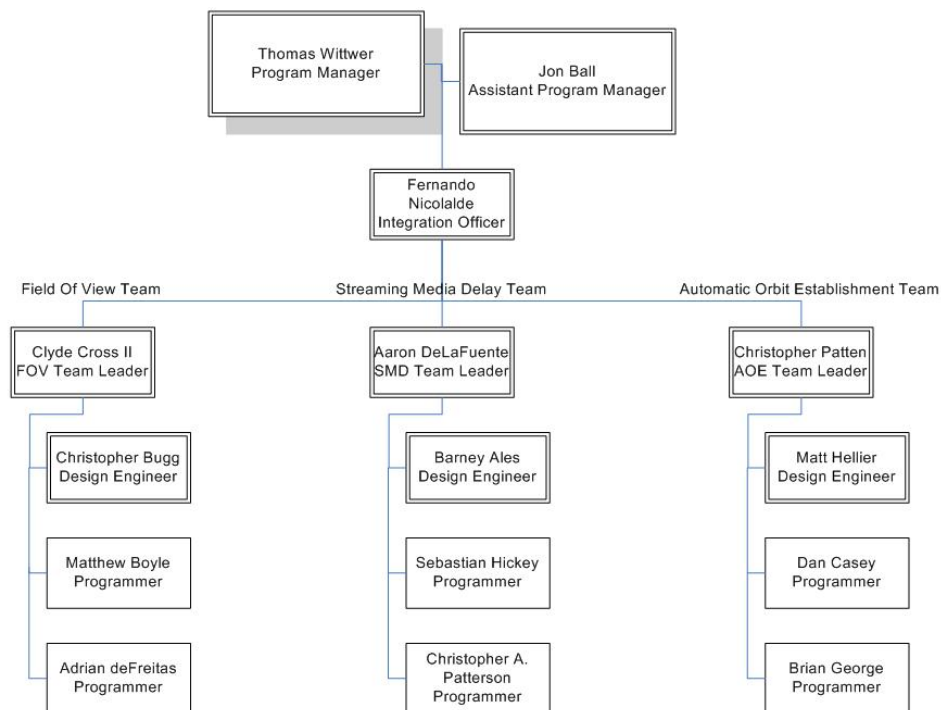 Thomas Wittwer
Program Manager
Jon Ball
Assistant Program Manager
Fernando
Nicolalde
Integration Officer
Field Of View Team
Streaming Media Delay Team
Automatic Orbit Establishment Team
Clyde Cross II
FOV Team Leader
Aaron DeLaFuente
SMD Team Leader
Christopher Patten
AOE Team Leader
Christopher Bugg
Design Engineer
Barney Ales
Design Engineer
Matt Hellier
Design Engineer
Matthew Boyle
Programmer
Sebastian Hickey
Programmer
Dan Casey
Programmer
Adrian deFreitas
Programmer
Christopher A.
Patterson
Programmer
Brian George
Programmer